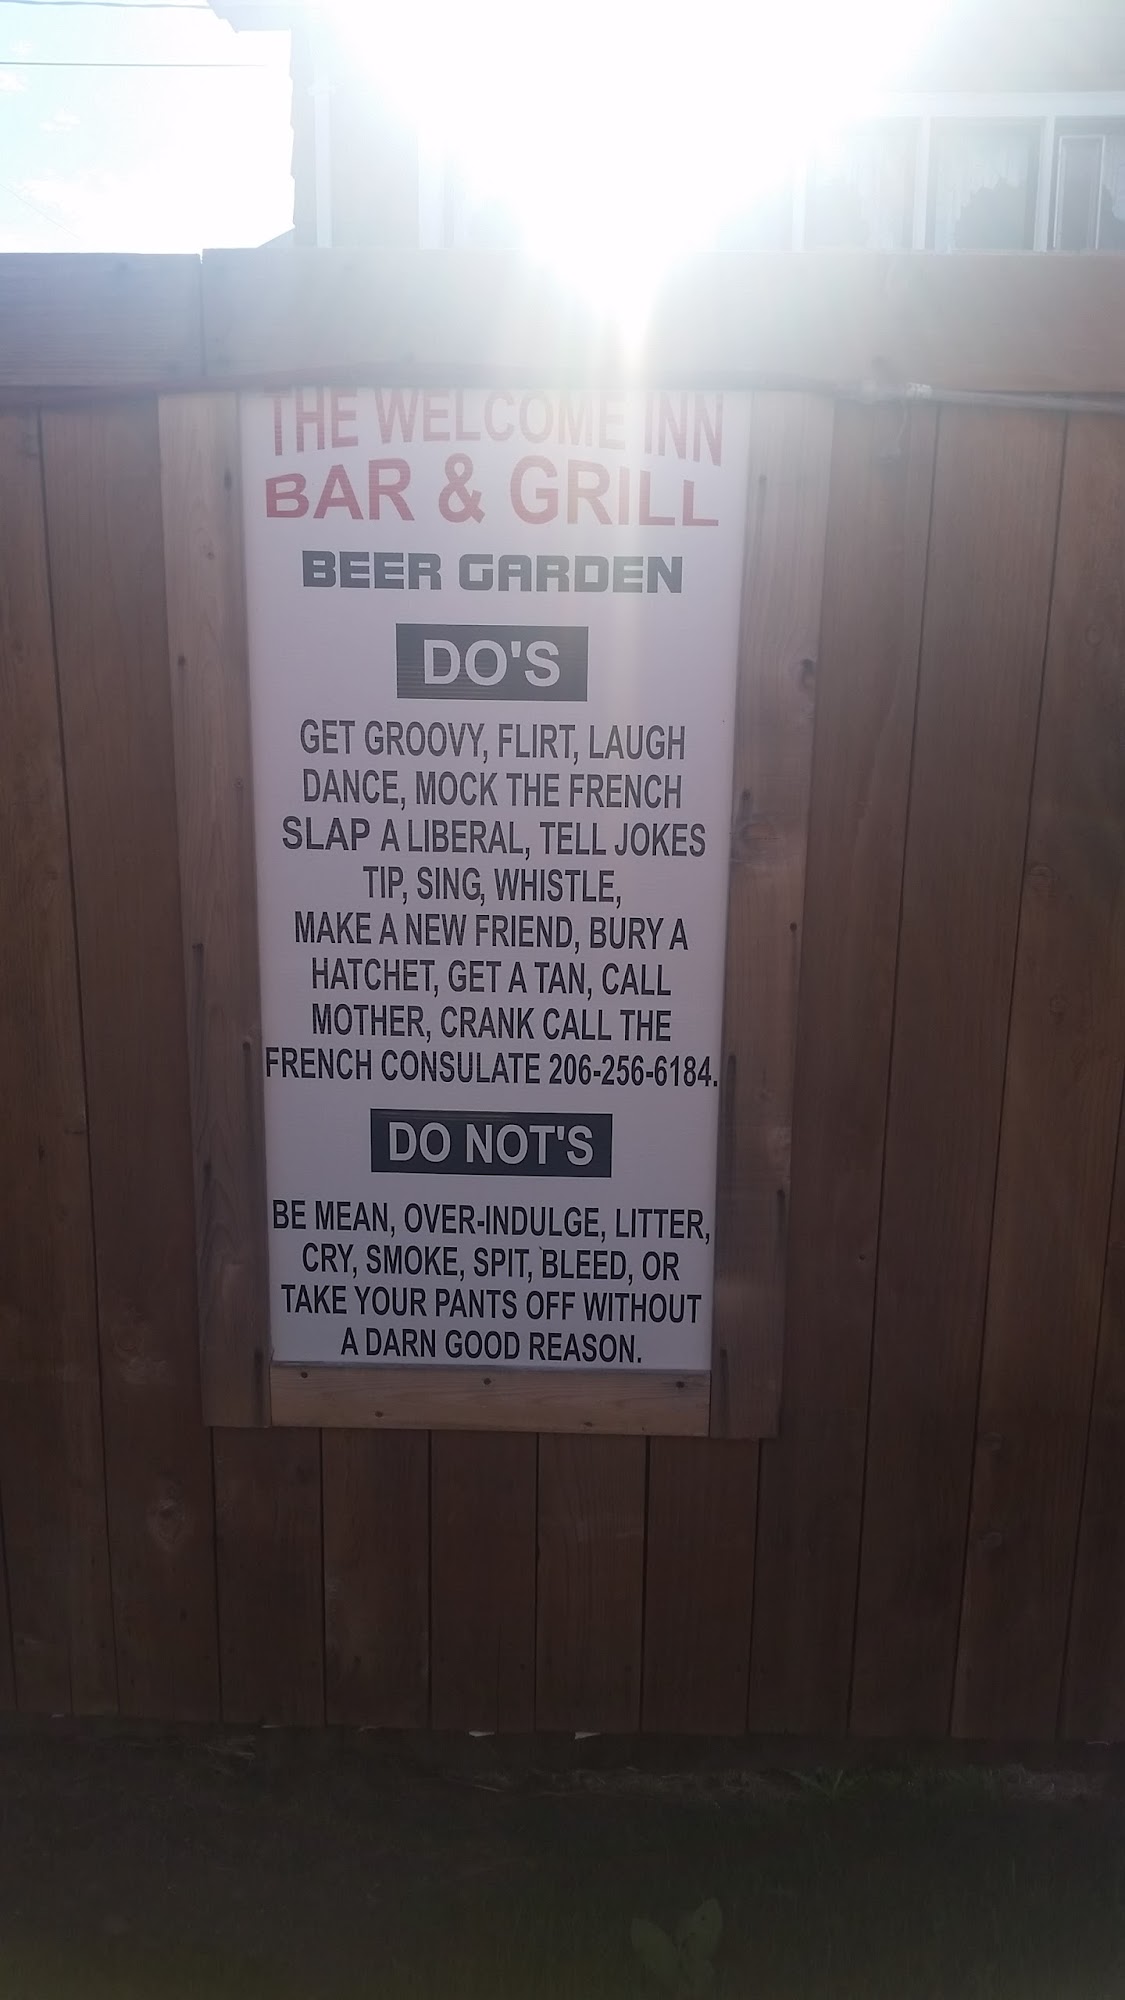 THE WELCOME INN
BAR & GRILL
BEER GARDEN
DO'S
GET GROOVY, FLIRT, LAUGH
DANCE, MOCK THE FRENCH
SLAP A LIBERAL, TELL JOKES
TIP, SING, WHISTLE,
MAKE A NEW FRIEND, BURY A
HATCHET, GET A TAN, CALL
MOTHER, CRANK CALL THE
FRENCH CONSULATE 206-256-6184.
DO NOT'S
BE MEAN, OVER-INDULGE, LITTER,
CRY, SMOKE, SPIT, BLEED, OR
TAKE YOUR PANTS OFF WITHOUT
A DARN GOOD REASON.